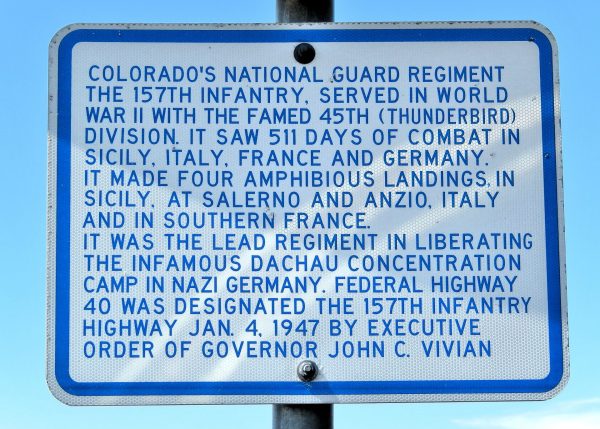 COLORADO'S NATIONAL GUARD REGIMENT
THE 157TH INFANTRY, SERVED IN WORLD
WAR II WITH THE FAMED 45TH (THUNDERBIRD)
DIVISION. IT SAW 511 DAYS OF COMBAT IN
SICILY, ITALY, FRANCE AND GERMANY.
IT MADE FOUR AMPHIBIOUS LANDINGS, IN
SICILY, AT SALERNO AND ANZIO, ITALY
AND IN SOUTHERN FRANCE.
IT WAS THE LEAD REGIMENT IN LIBERATING
THE INFAMOUS DACHAU CONCENTRATION
CAMP IN NAZI GERMANY. FEDERAL HIGHWAY
40 WAS DESIGNATED THE 157TH INFANTRY
HIGHWAY JAN. 4, 1947 BY EXECUTIVE
ORDER OF GOVERNOR JOHN C. VIVIAN